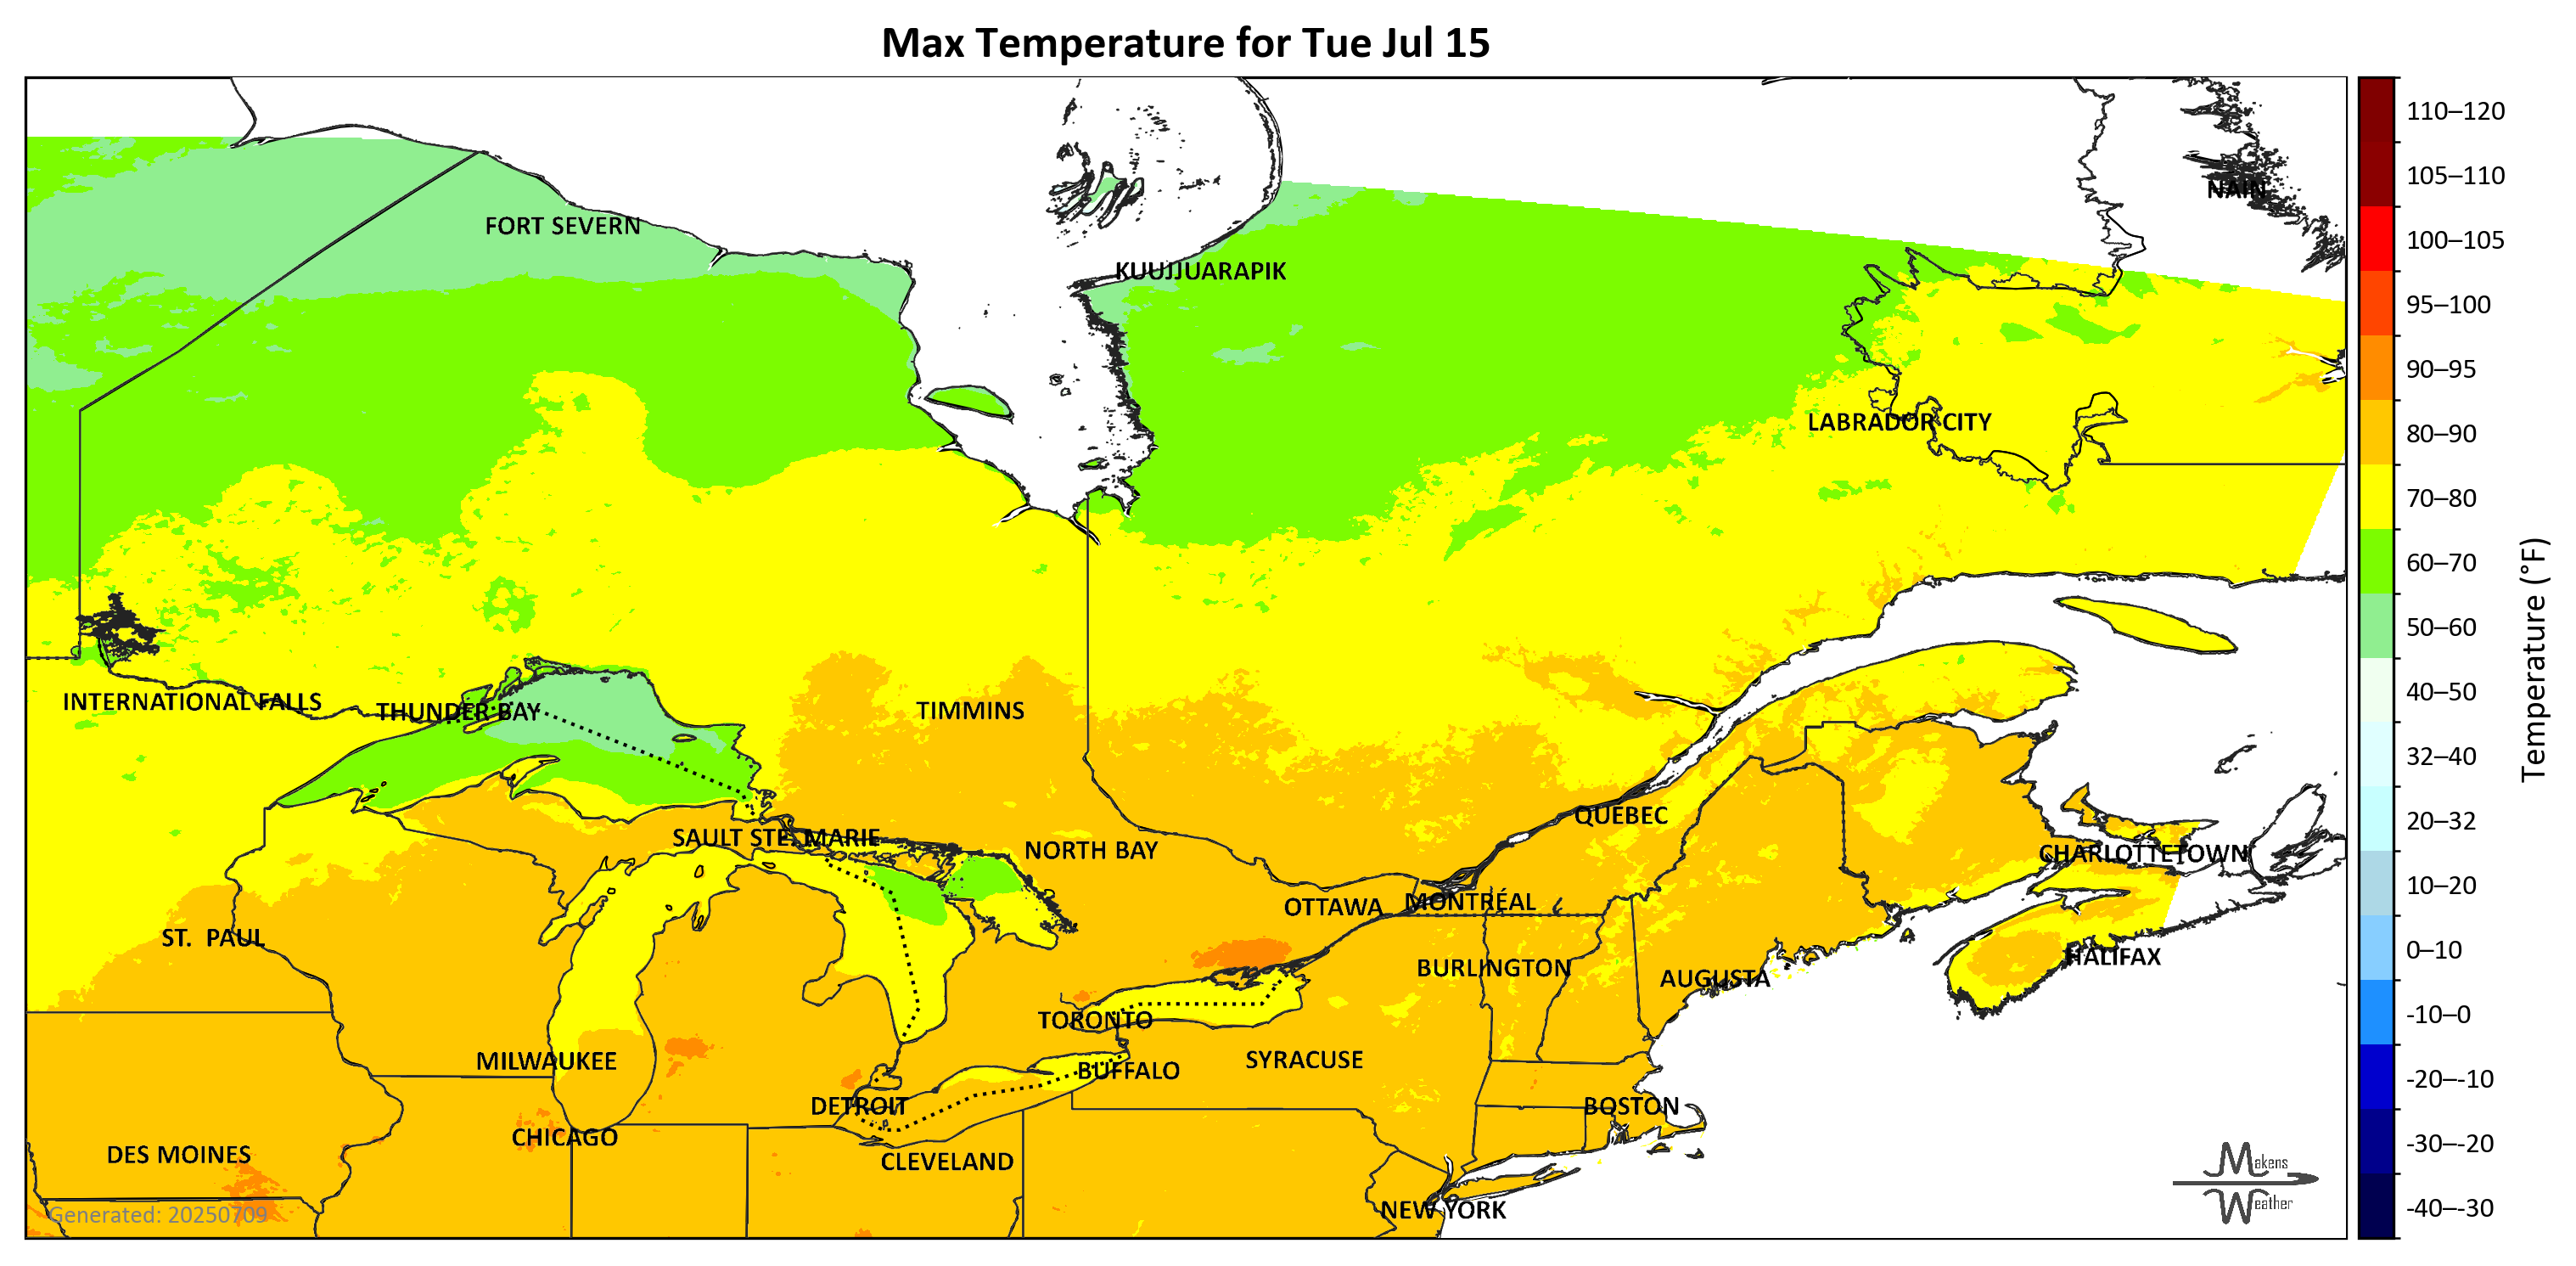 Max Temperature for Tue Jul 15
110–120
105–110
NAIN
FORT SEVERN
100–105
KUUJJUARAPIK
95–100
90–95
LABRADOR CITY
80–90
70–80
60–70
50–60
Temperature (°F)
40–50
INTERNATIONAL FALLS
THUNDER BAY
TIMMINS
32–40
QUÉBEC
20–32
SAULT STE. MARIE
NORTH BAY
CHARLOTTETOWN
10–20
OTTAWA
MONTRÉAL
ST. PAUL
0–10
HALIFAX
BURLINGTON
AUGUSTA
-10–0
TORONTO
MILWAUKEE
SYRACUSE
BUFFALO
-20–-10
DETROIT
BOSTON
CHICAGO
-30–-20
DES MOINES
CLEVELAND
Makens
Weather
NEW YORK
-40–-30
Generated: 20250709